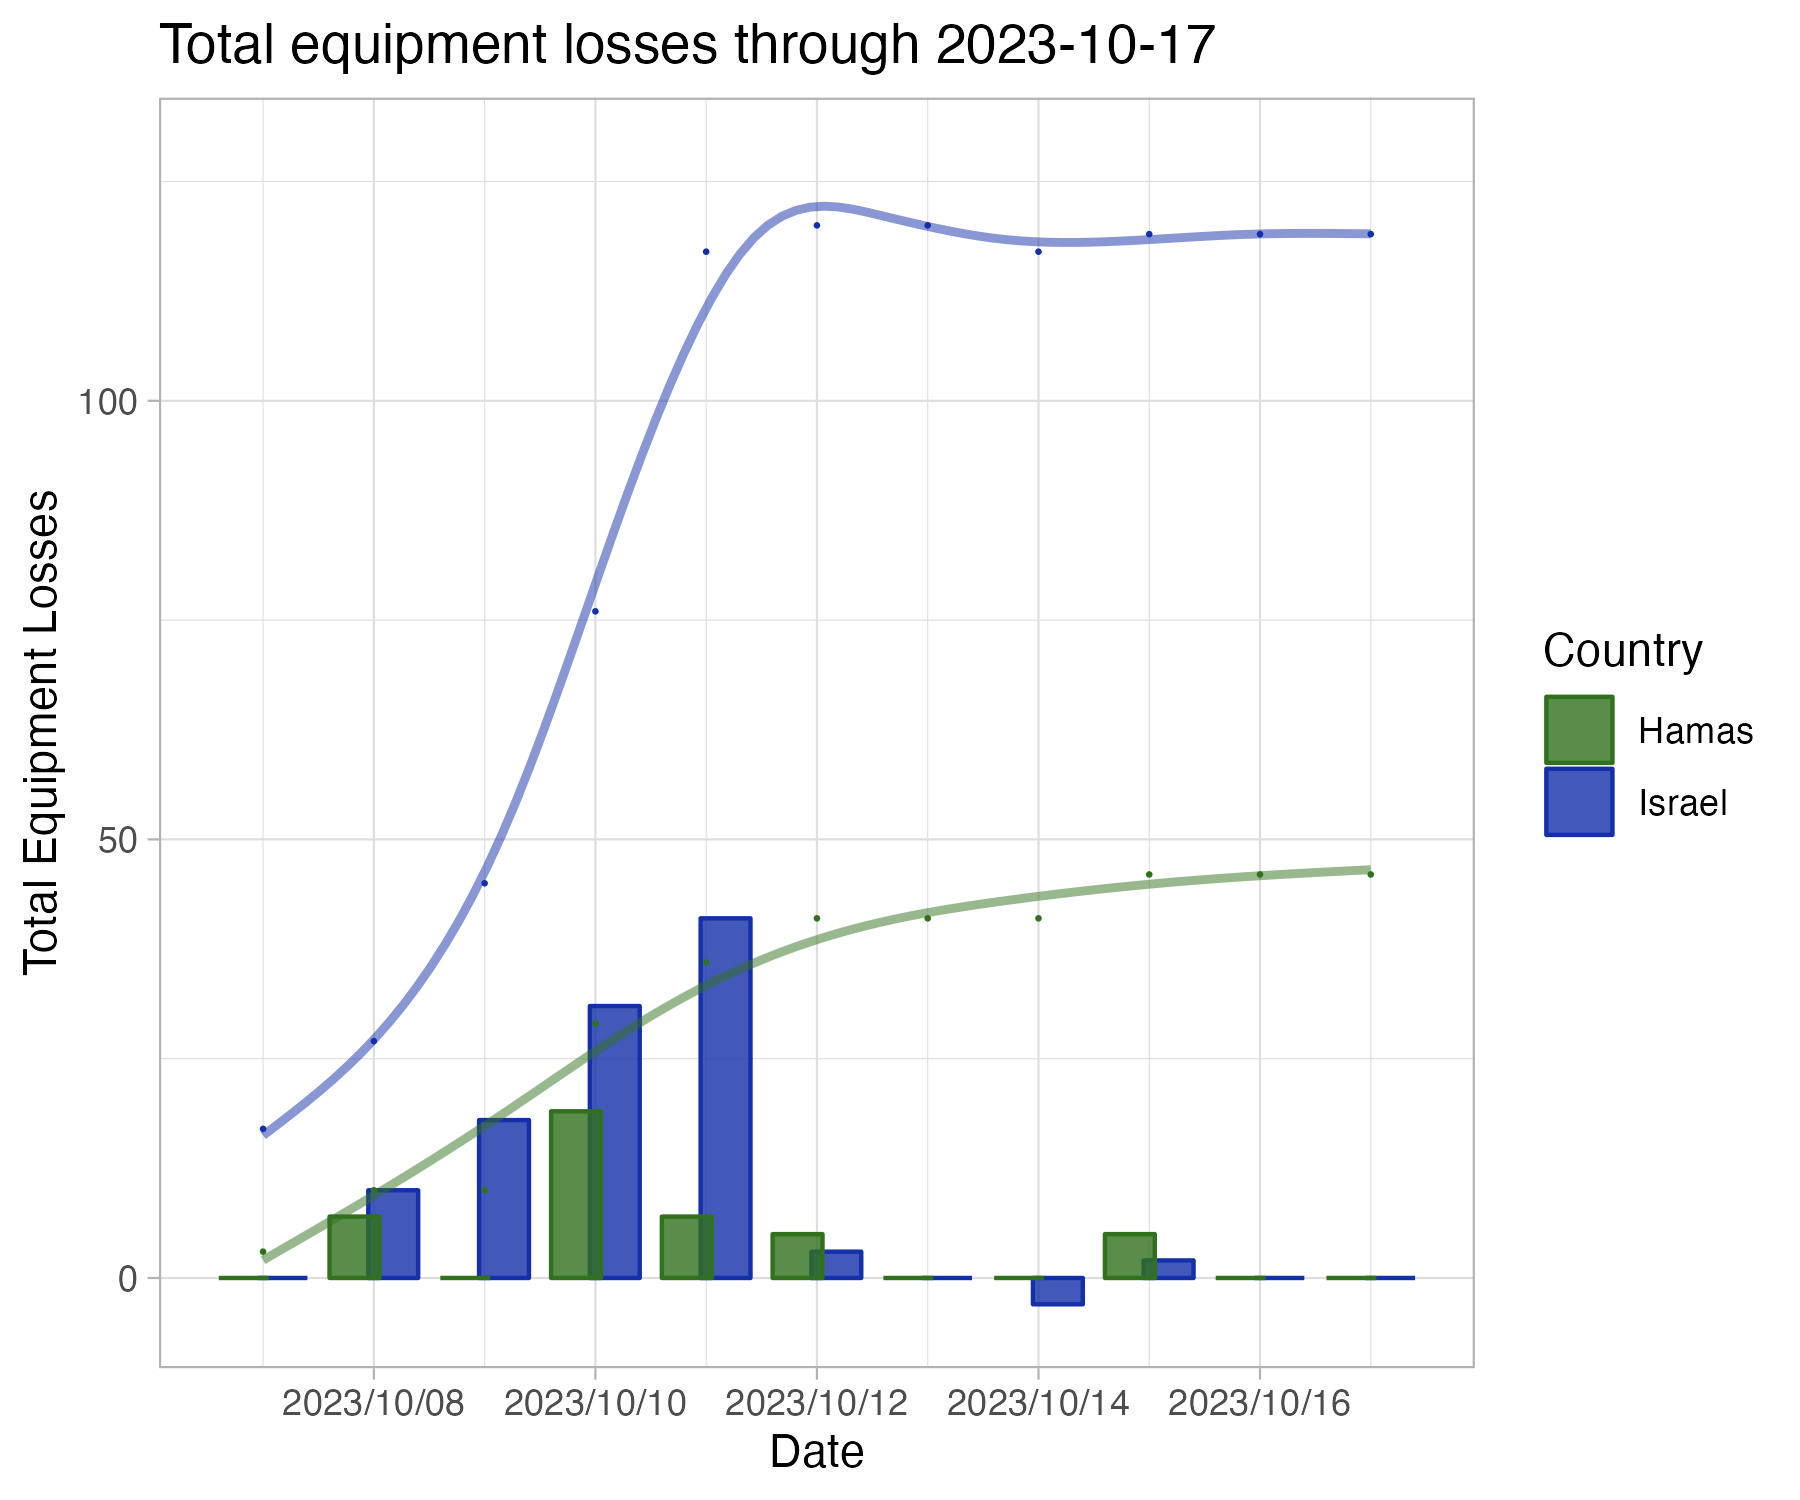 Total equipment losses through 2023-10-17
Total Equipment Losses
100
50
0
2023/10/08 2023/10/10 2023/10/12 2023/10/14 2023/10/16
Date
Country
Hamas
Israel